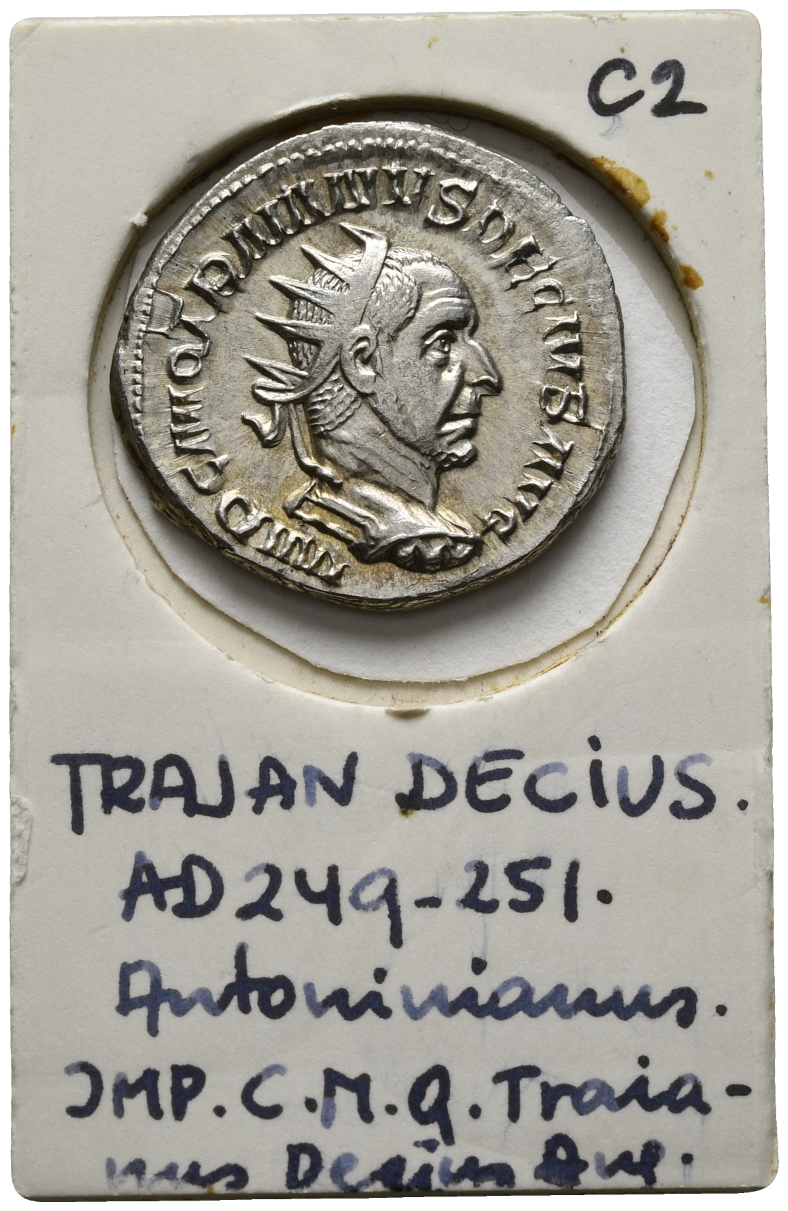 C2
IMP C M Q TRAIANVS DECIVS AVG
TRAJAN DECIUS.
AD 249-251.
Antoninianus.
IMP. C. M. Q. Traia-
nus Decius Aug.